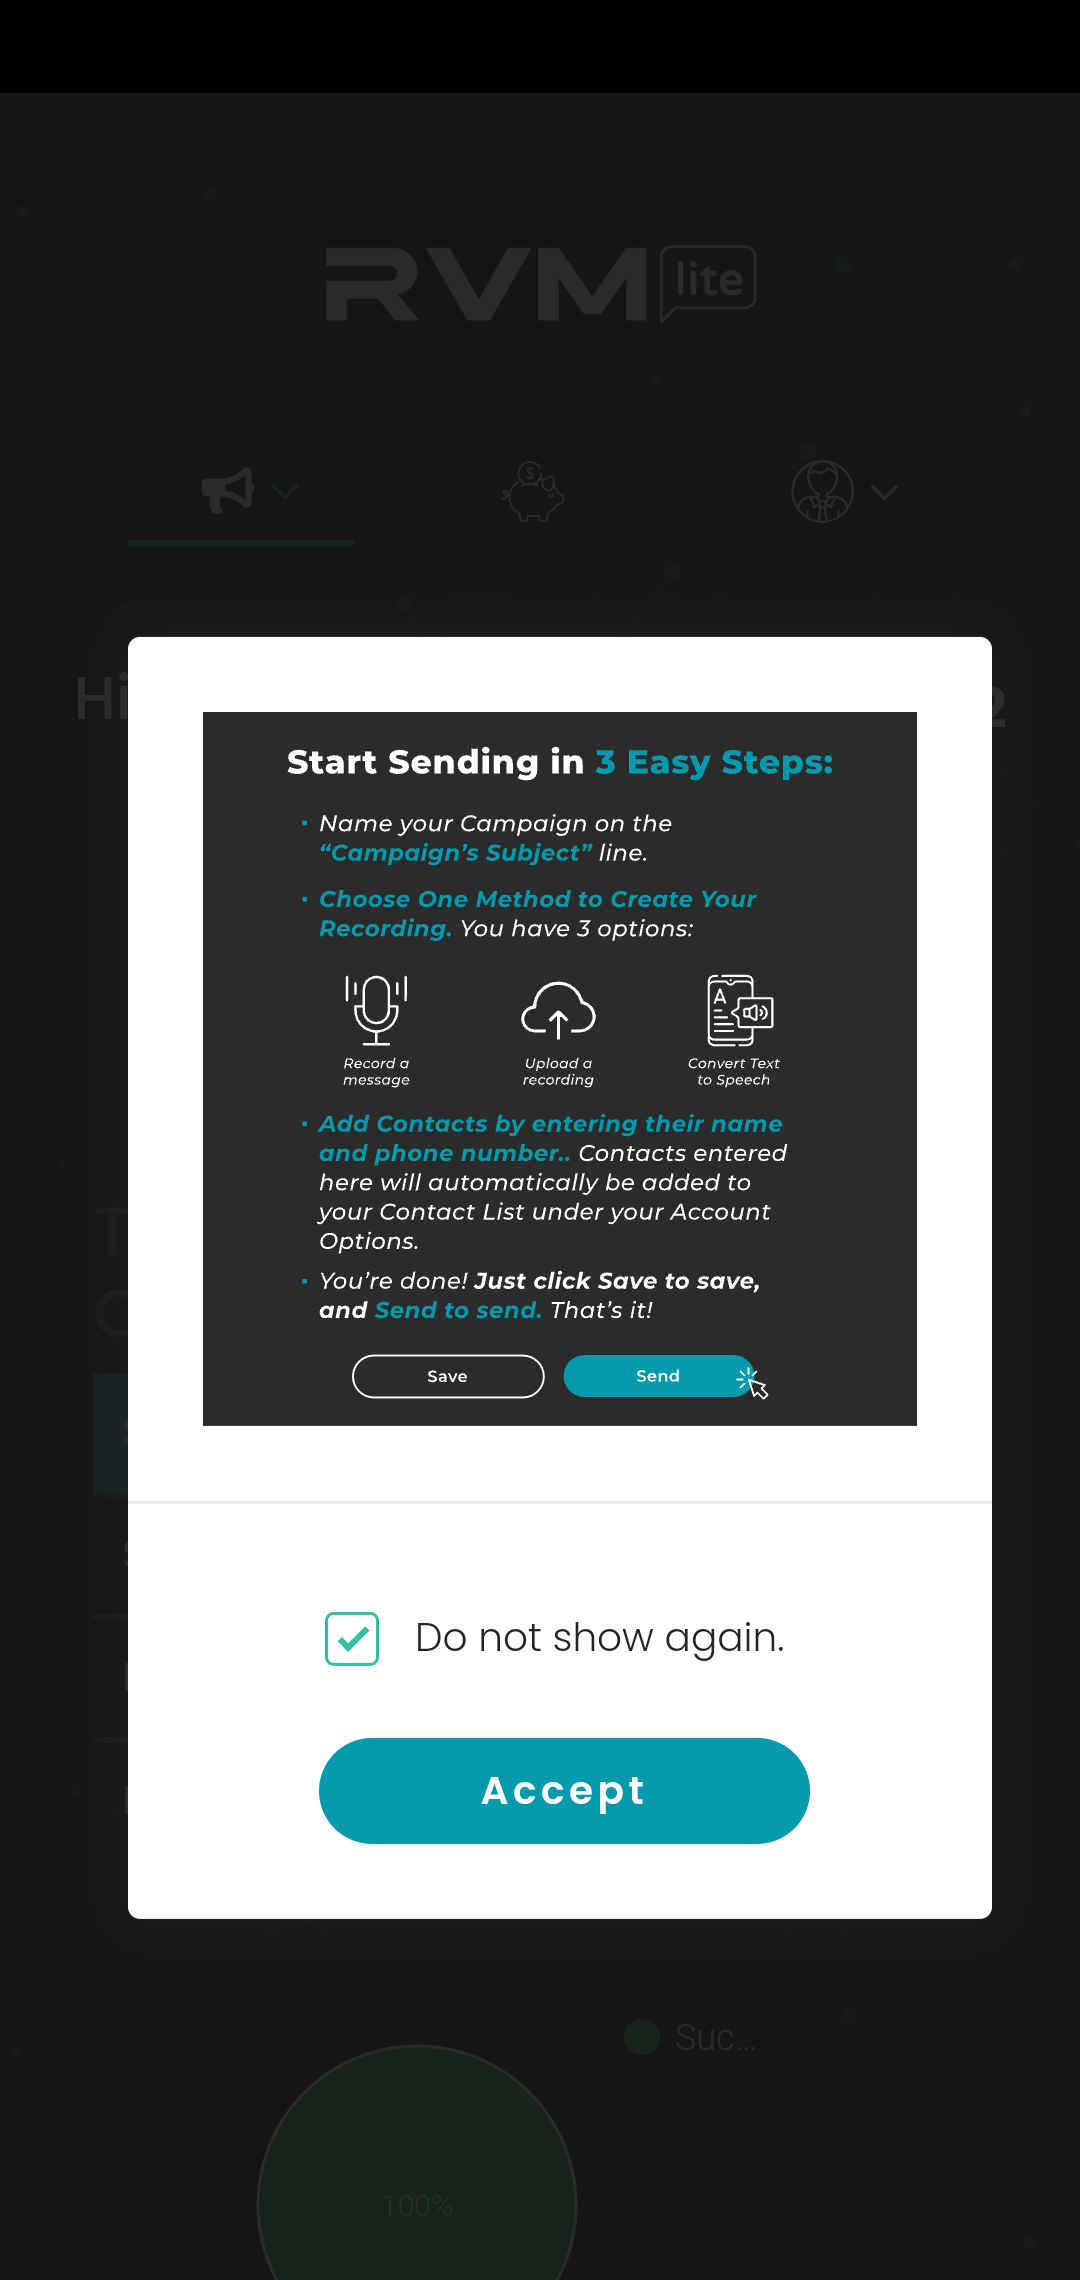 RVM lite
Hi
2
Start Sending in 3 Easy Steps:
· Name your Campaign on the
“Campaign’s Subject” line.
· Choose One Method to Create Your
Recording. You have 3 options:
Record a
message
Upload a
recording
Convert Text
to Speech
· Add Contacts by entering their name
and phone number.. Contacts entered
here will automatically be added to
your Contact List under your Account
Options.
· You’re done! Just click Save to save,
and Send to send. That’s it!
Save
Send
Do not show again.
Accept
Suc...
100%